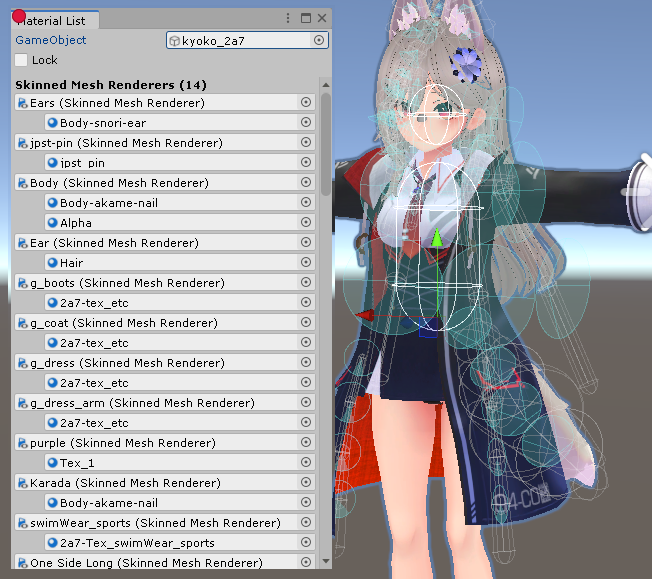 Material List
GameObject
kyoko_2a7
Lock
Skinned Mesh Renderers (14)
Ears (Skinned Mesh Renderer)
Body-snori-ear
jpst-pin (Skinned Mesh Renderer)
jpst_pin
Body (Skinned Mesh Renderer)
Body-akame-nail
Alpha
Ear (Skinned Mesh Renderer)
Hair
g_boots (Skinned Mesh Renderer)
2a7-tex_etc
g_coat (Skinned Mesh Renderer)
2a7-tex_etc
g_dress (Skinned Mesh Renderer)
2a7-tex_etc
g_dress_arm (Skinned Mesh Renderer)
2a7-tex_etc
purple (Skinned Mesh Renderer)
Tex_1
Karada (Skinned Mesh Renderer)
Body-akame-nail
swimWear_sports (Skinned Mesh Renderer)
2a7-Tex_swimWear_sports
One Side Long (Skinned Mesh Renderer)